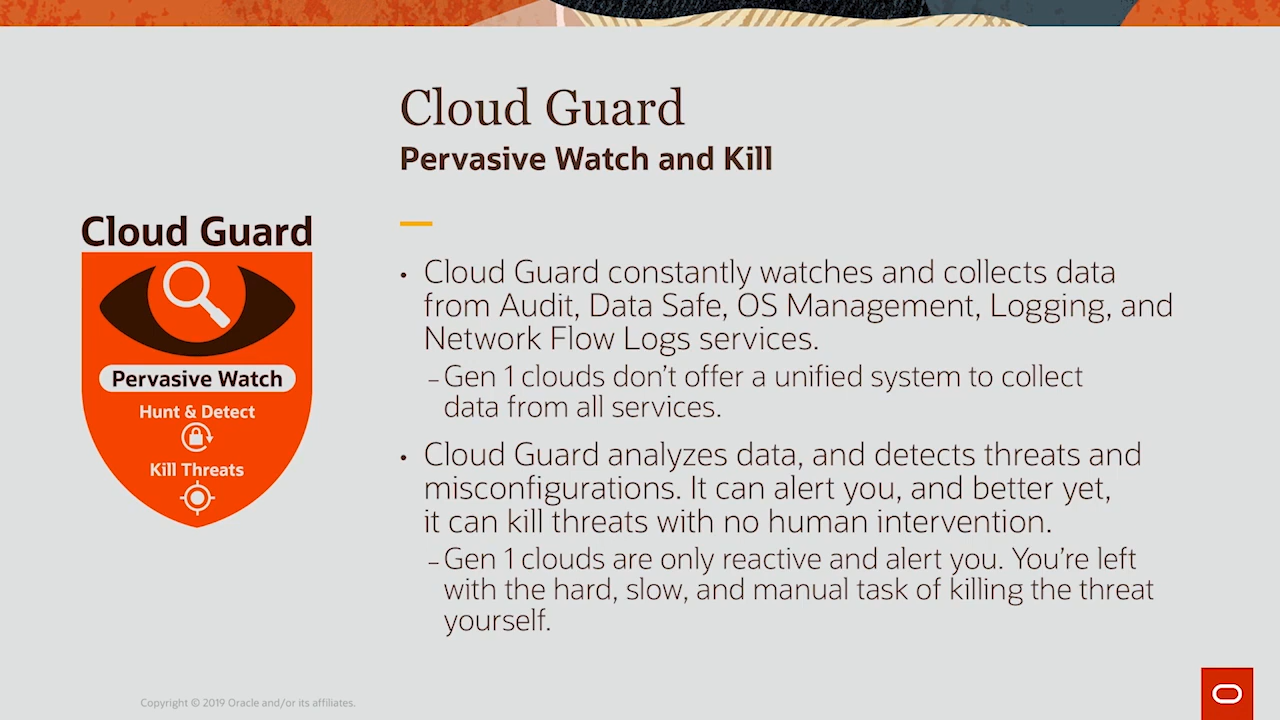 Cloud Guard
Pervasive Watch and Kill
Cloud Guard
Pervasive Watch
Hunt & Detect
Kill Threats
• Cloud Guard constantly watches and collects data
from Audit, Data Safe, OS Management, Logging, and
Network Flow Logs services.
– Gen 1 clouds don’t offer a unified system to collect
data from all services.
• Cloud Guard analyzes data, and detects threats and
misconfigurations. It can alert you, and better yet,
it can kill threats with no human intervention.
– Gen 1 clouds are only reactive and alert you. You’re left
with the hard, slow, and manual task of killing the threat
yourself.
Copyright © 2019 Oracle and/or its affiliates.